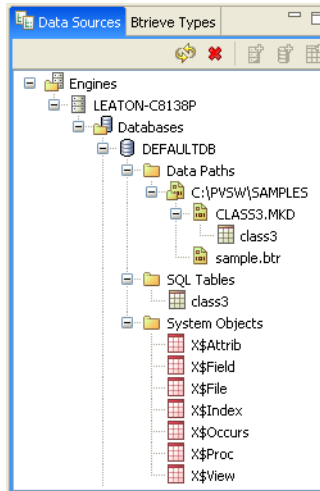 Data Sources Btrieve Types
Engines
LEATON-C8138P
Databases
DEFAULTDB
Data Paths
C:\PVSW\SAMPLES
CLASS3.MKD
class3
sample.btr
SQL Tables
class3
System Objects
X$Attrib
X$Field
X$File
X$Index
X$Occurs
X$Proc
X$View